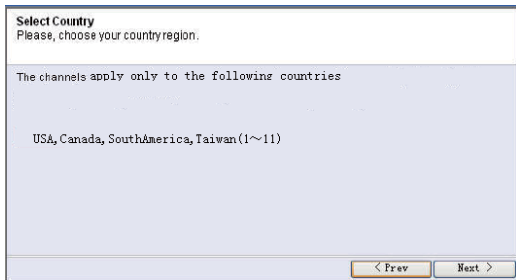 Select Country
Please, choose your country region.
The channels apply only to the following countries
USA,Canada,SouthAmerica,Taiwan(1～11)
< Prev
Next >